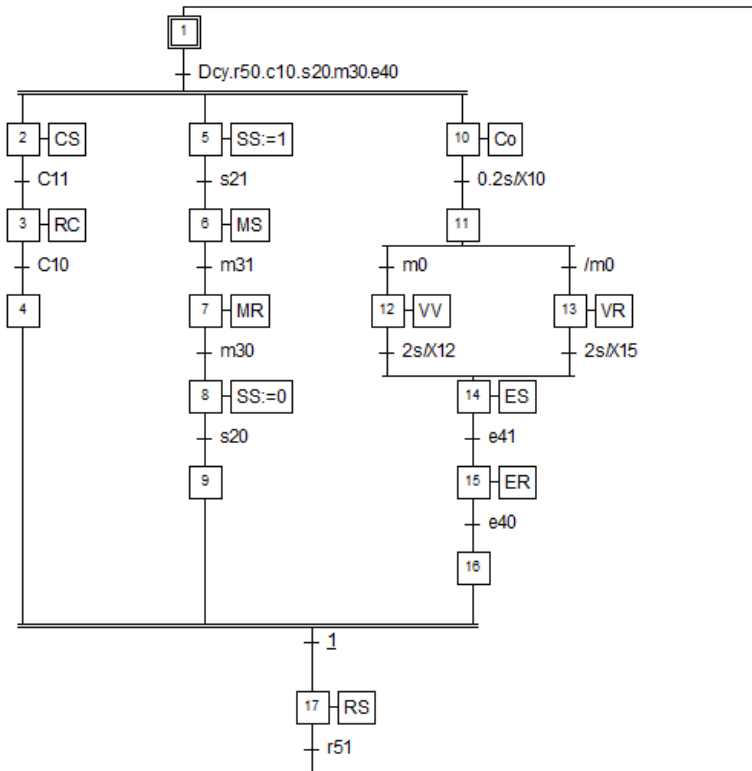 1
Dcy.r50.c10.s20.m30.e40
2 CS 5 SS:=1 10 Co
C11 s21 0.2s/X10
3 RC 6 MS 11
C10 m31 m0 /m0
4 7 MR 12 VV 13 VR
m30 2s/X12 2s/X15
8 SS:=0 14 ES
s20 e41
9 15 ER
e40
16
1
17 RS
r51